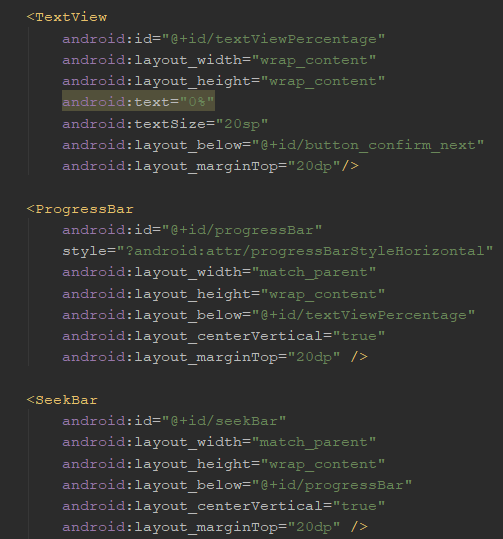 <TextView
android:id="@+id/textViewPercentage"
android:layout_width="wrap_content"
android:layout_height="wrap_content"
android:text="0%"
android:textSize="20sp"
android:layout_below="@+id/button_confirm_next"
android:layout_marginTop="20dp"/>
<ProgressBar
android:id="@+id/progressBar"
style="?android:attr/progressBarStyleHorizontal"
android:layout_width="match_parent"
android:layout_height="wrap_content"
android:layout_below="@+id/textViewPercentage"
android:layout_centerVertical="true"
android:layout_marginTop="20dp" />
<SeekBar
android:id="@+id/seekBar"
android:layout_width="match_parent"
android:layout_height="wrap_content"
android:layout_below="@+id/progressBar"
android:layout_centerVertical="true"
android:layout_marginTop="20dp" />